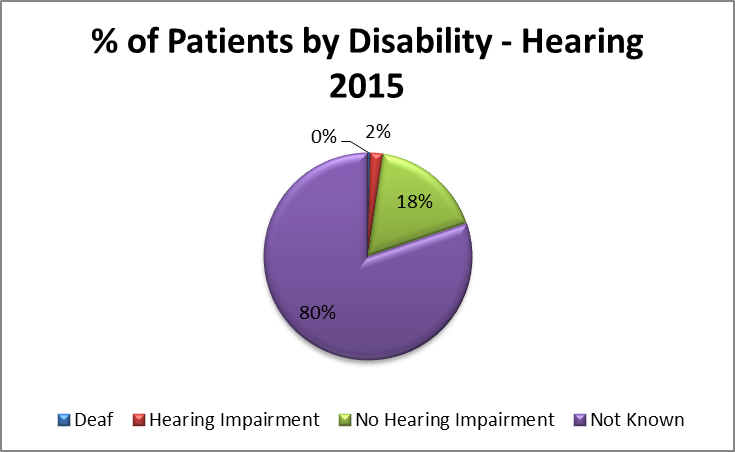 % of Patients by Disability - Hearing
2015
0%
2%
18%
80%
Deaf
Hearing Impairment
No Hearing Impairment
Not Known